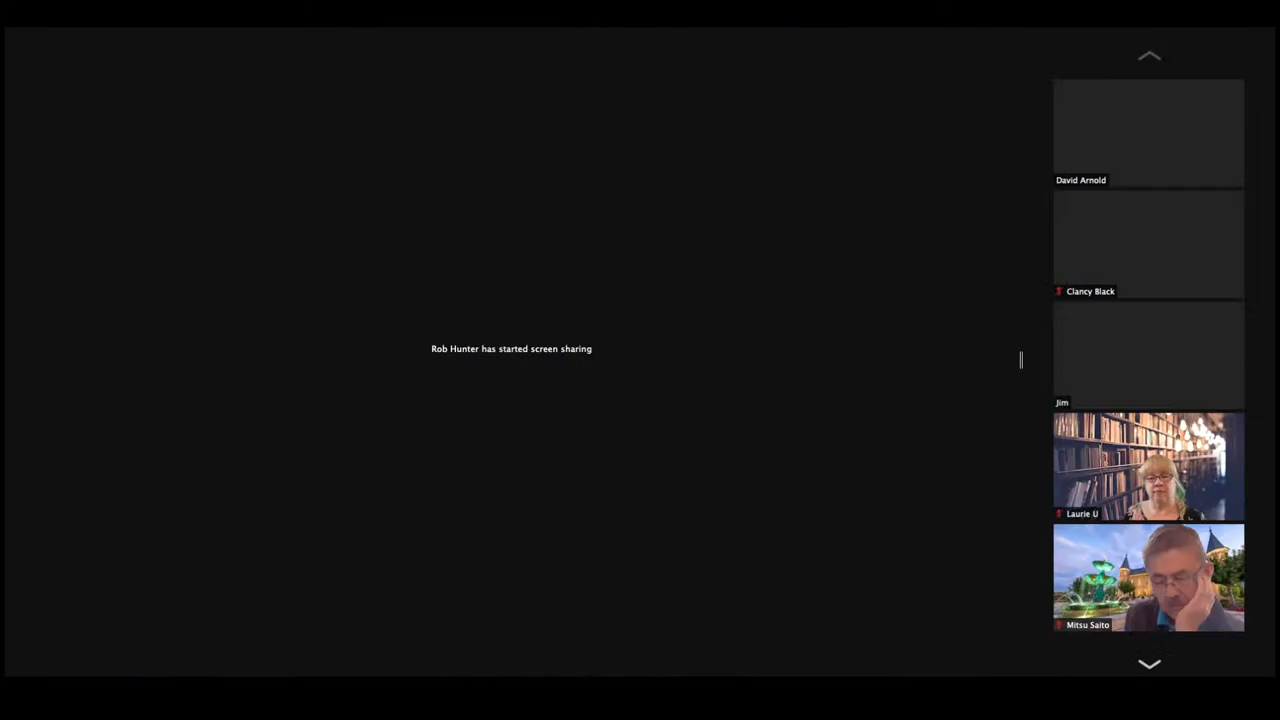 David Arnold
Clancy Black
Rob Hunter has started screen sharing
Jim
Laurie U
Mitsu Saito